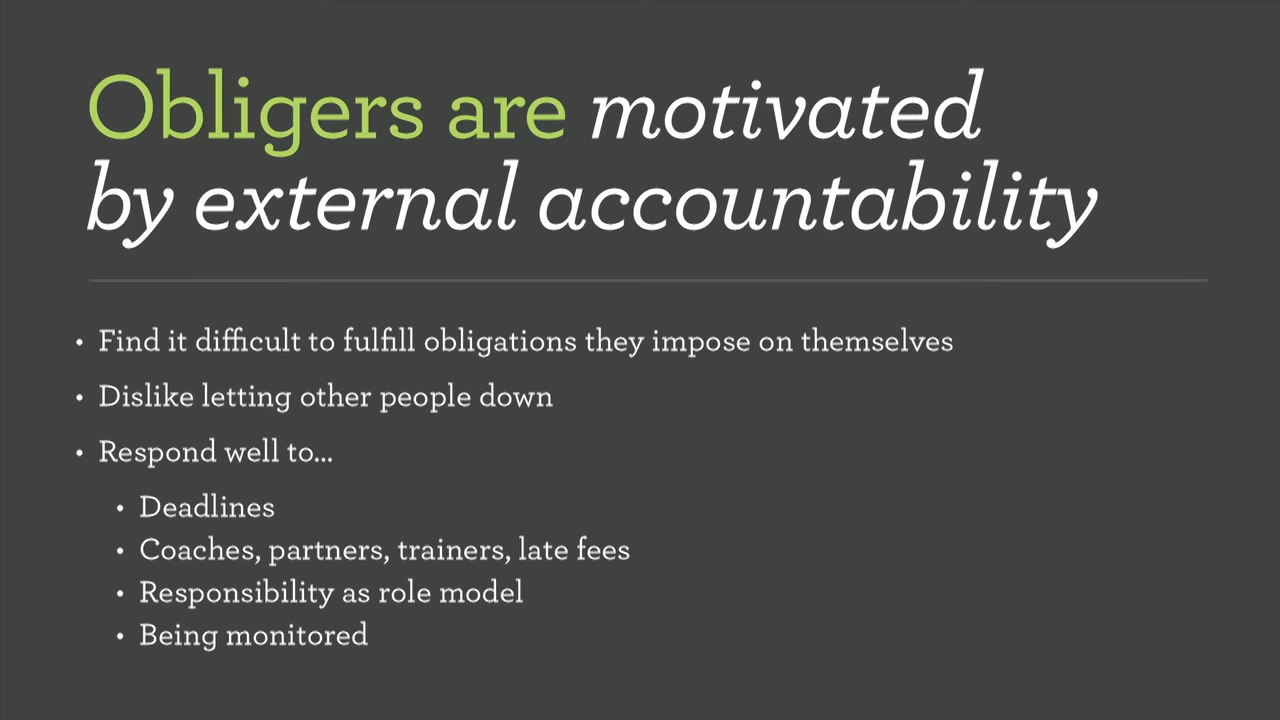 Obligers are motivated
by external accountability
• Find it difficult to fulfill obligations they impose on themselves
• Dislike letting other people down
• Respond well to...
• Deadlines
• Coaches, partners, trainers, late fees
• Responsibility as role model
• Being monitored